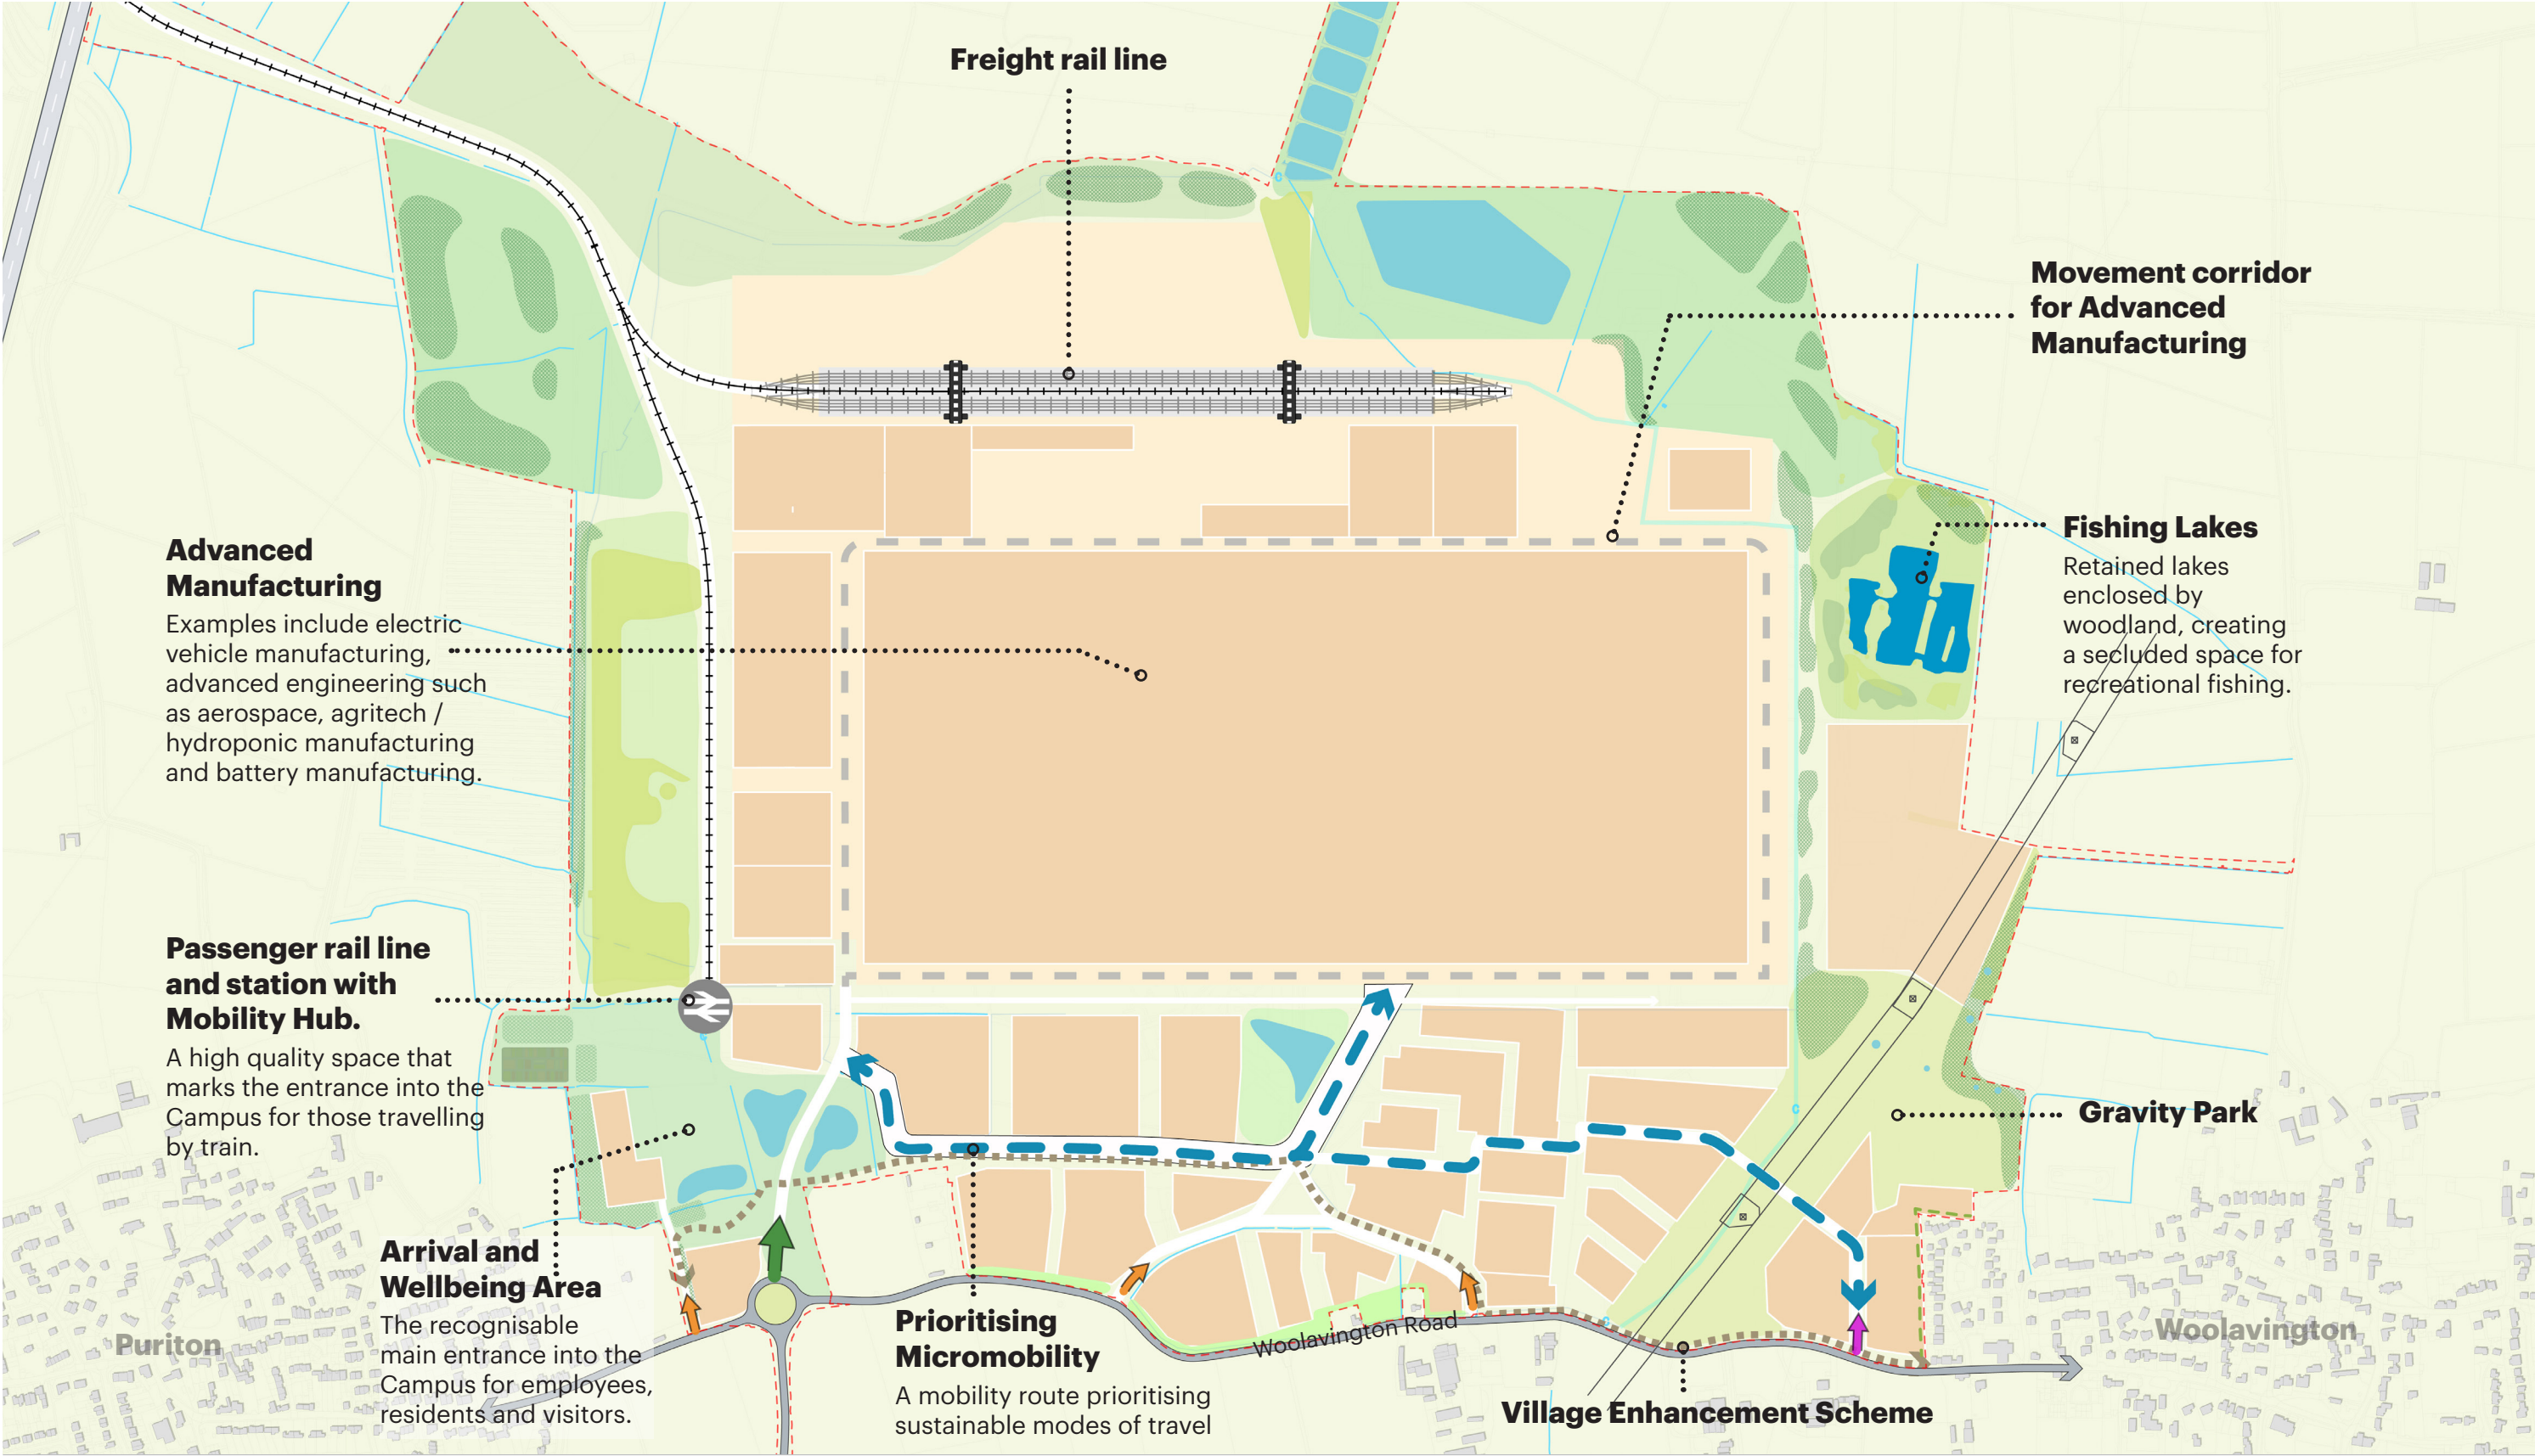 Freight rail line
Movement corridor
for Advanced
Manufacturing
Fishing Lakes
Retained lakes
enclosed by
woodland, creating
a secluded space for
recreational fishing.
Advanced
Manufacturing
Examples include electric
vehicle manufacturing,
advanced engineering such
as aerospace, agritech /
hydroponic manufacturing
and battery manufacturing.
Passenger rail line
and station with
Mobility Hub.
A high quality space that
marks the entrance into the
Campus for those travelling
by train.
Gravity Park
Arrival and
Wellbeing Area
The recognisable
main entrance into the
Campus for employees,
residents and visitors.
Prioritising
Micromobility
A mobility route prioritising
sustainable modes of travel
Woolavington Road
Village Enhancement Scheme
Puriton
Woolavington